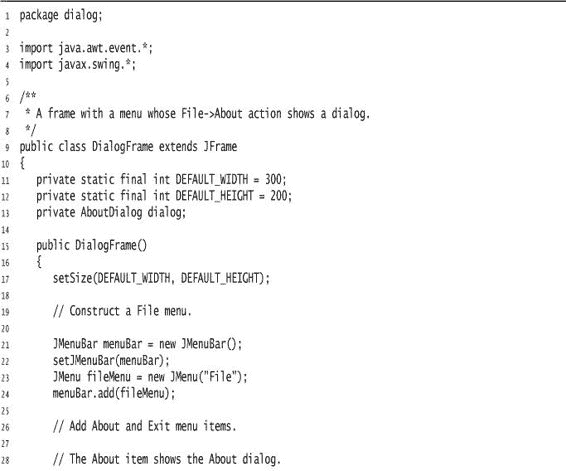 1 package dialog;
2
3 import java.awt.event.*;
4 import javax.swing.*;
5
6 /**
7  * A frame with a menu whose File->About action shows a dialog.
8  */
9 public class DialogFrame extends JFrame
10 {
11    private static final int DEFAULT_WIDTH = 300;
12    private static final int DEFAULT_HEIGHT = 200;
13    private AboutDialog dialog;
14
15    public DialogFrame()
16    {
17       setSize(DEFAULT_WIDTH, DEFAULT_HEIGHT);
18
19       // Construct a File menu.
20
21       JMenuBar menuBar = new JMenuBar();
22       setJMenuBar(menuBar);
23       JMenu fileMenu = new JMenu("File");
24       menuBar.add(fileMenu);
25
26       // Add About and Exit menu items.
27
28       // The About item shows the About dialog.